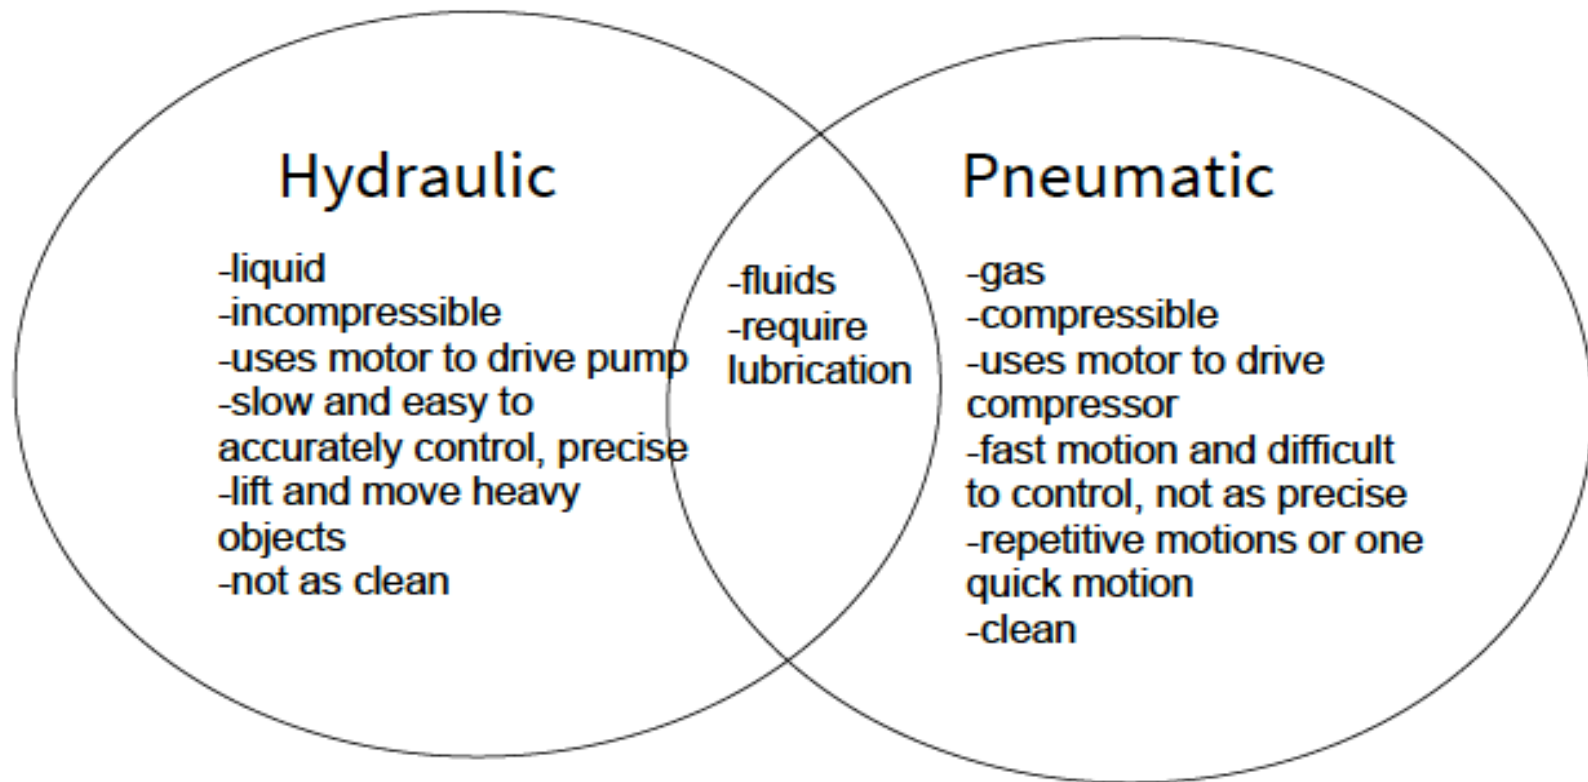 Hydraulic
-liquid
-incompressible
-uses motor to drive pump
-slow and easy to
accurately control, precise
-lift and move heavy
objects
-not as clean
-fluids
-require
lubrication
Pneumatic
-gas
-compressible
-uses motor to drive
compressor
-fast motion and difficult
to control, not as precise
-repetitive motions or one
quick motion
-clean